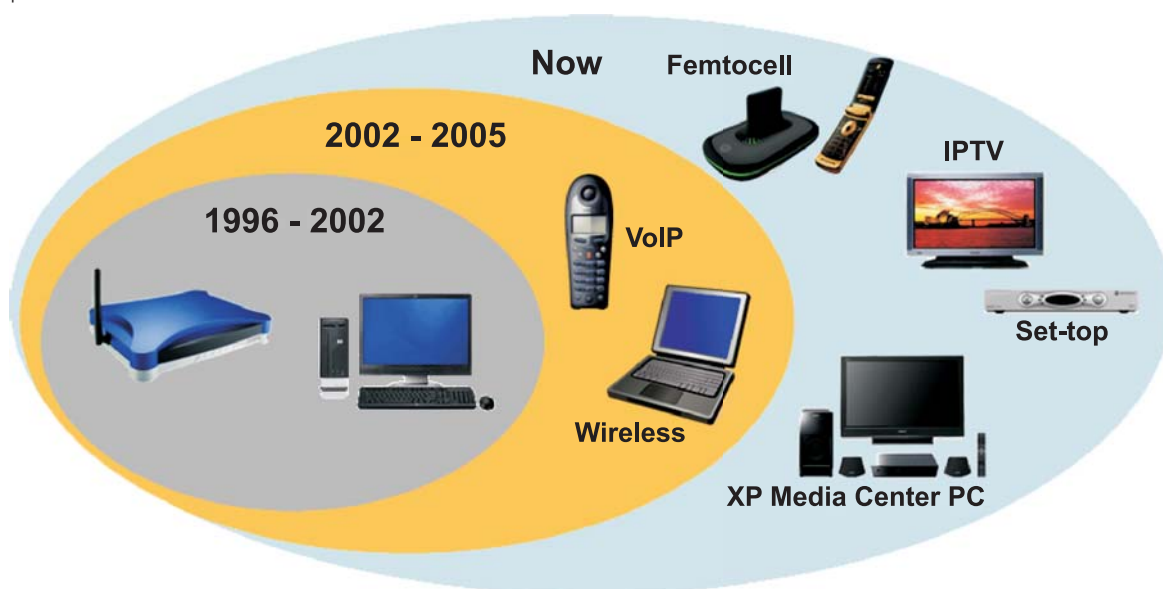 Now
Femtocell
2002 - 2005
IPTV
1996 - 2002
VoIP
Set-top
Wireless
XP Media Center PC